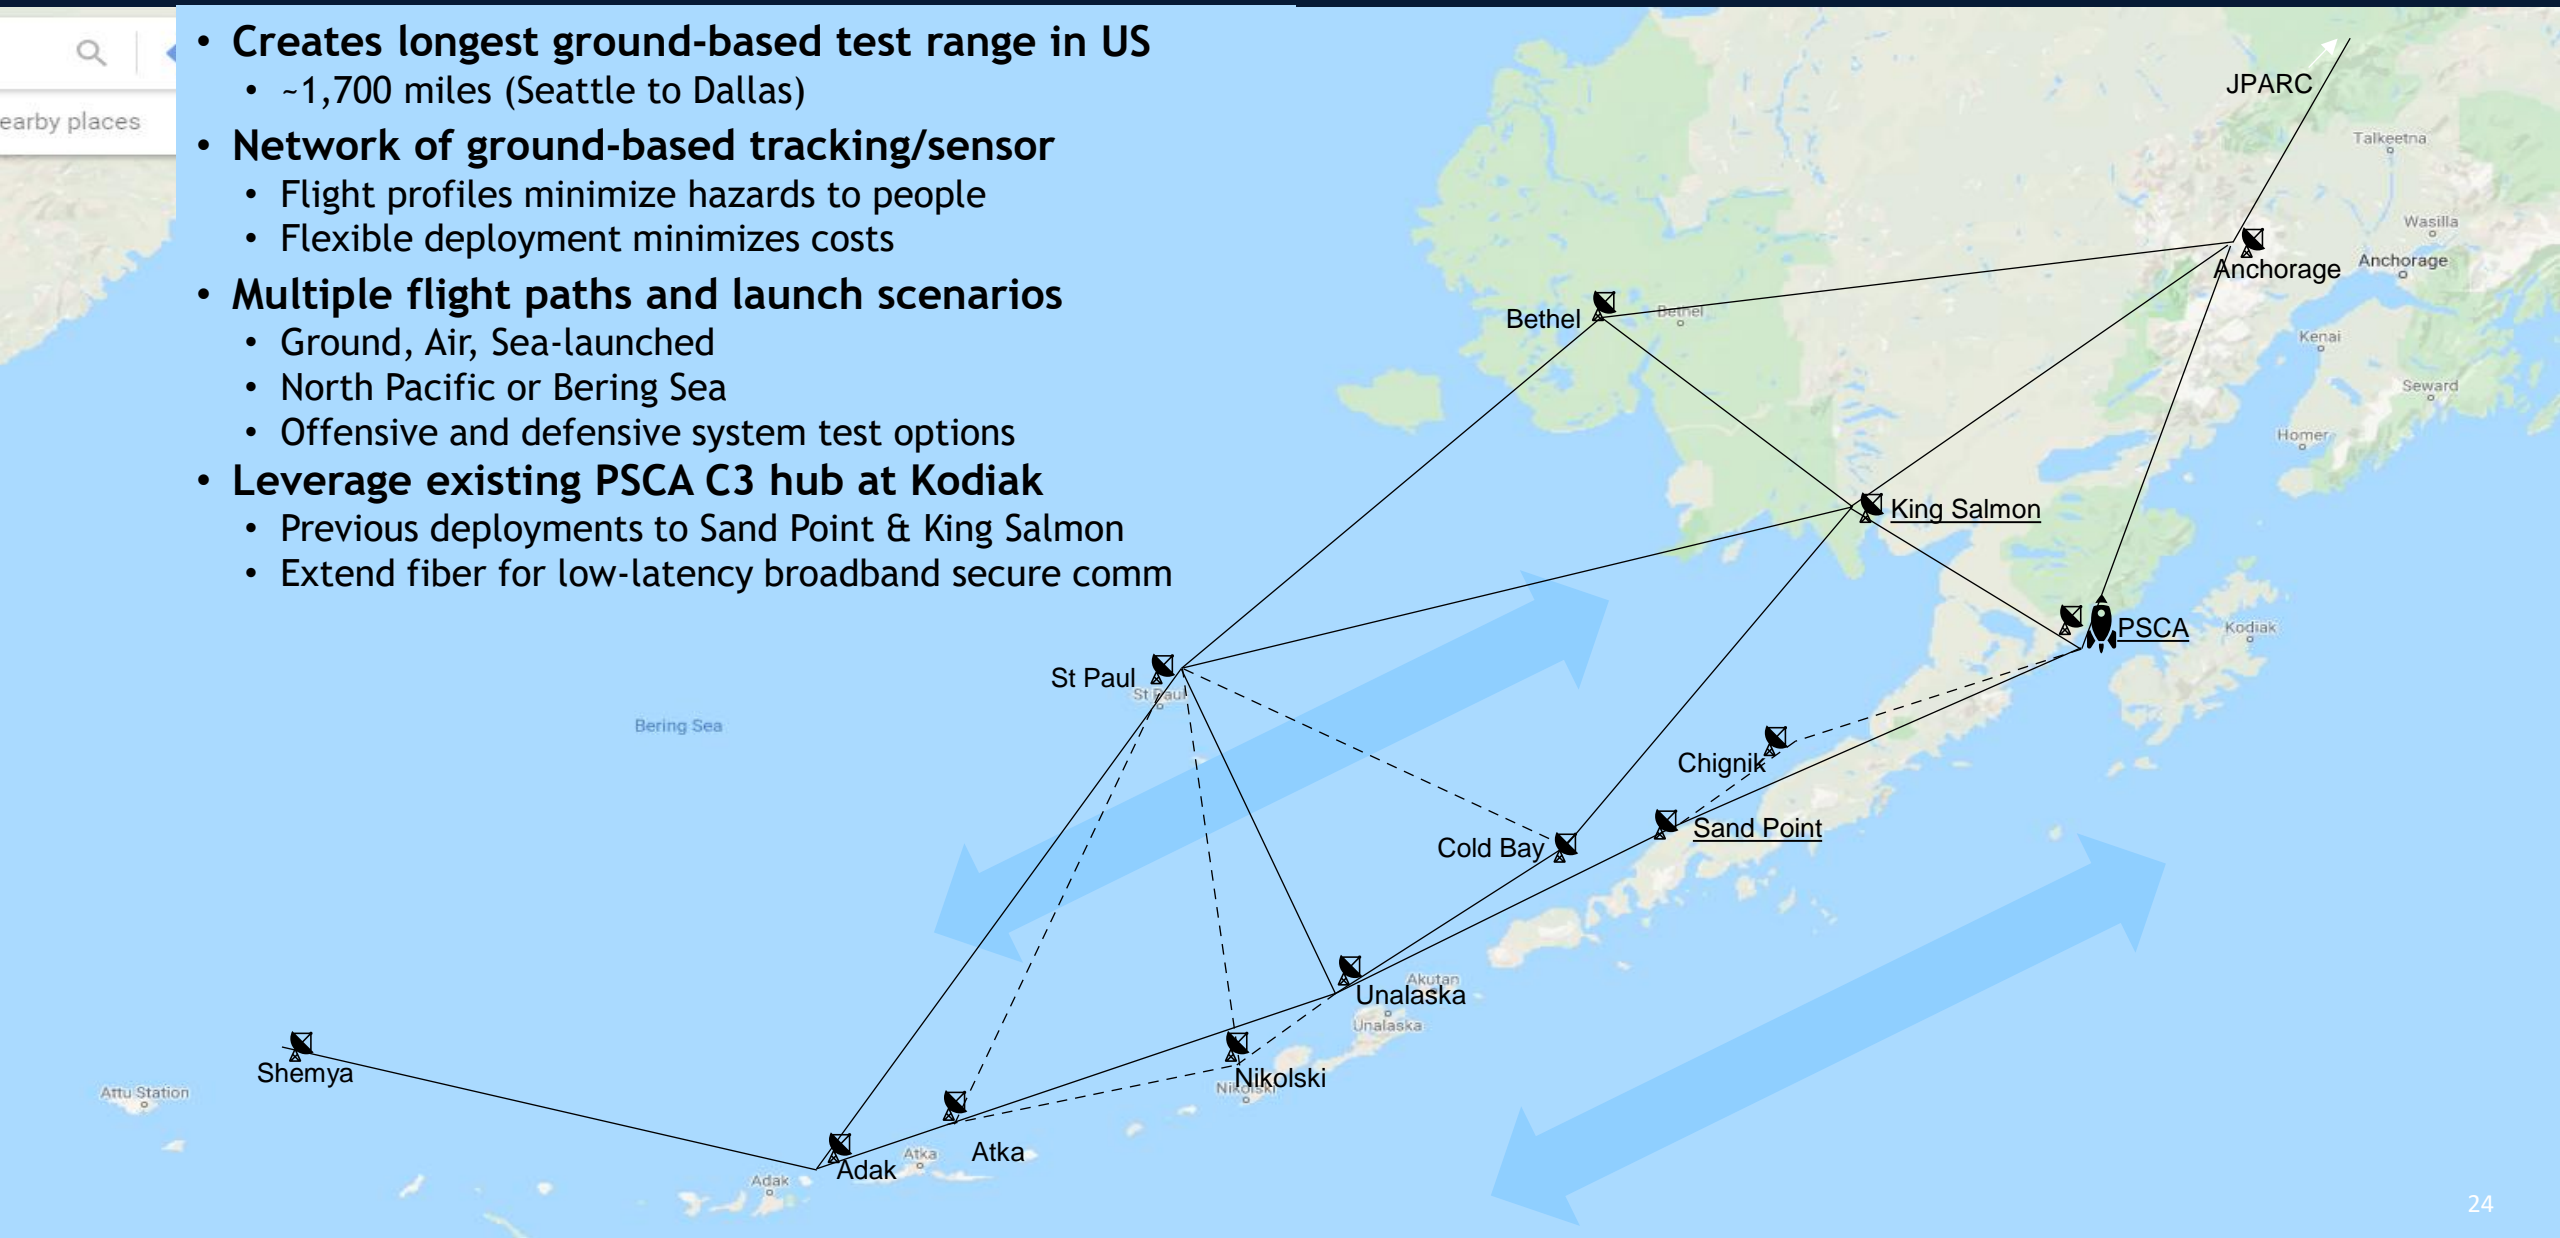 • Creates longest ground-based test range in US
• ~1,700 miles (Seattle to Dallas)
• Network of ground-based tracking/sensor
• Flight profiles minimize hazards to people
• Flexible deployment minimizes costs
• Multiple flight paths and launch scenarios
• Ground, Air, Sea-launched
• North Pacific or Bering Sea
• Offensive and defensive system test options
• Leverage existing PSCA C3 hub at Kodiak
• Previous deployments to Sand Point & King Salmon
• Extend fiber for low-latency broadband secure comm
earby places
JPARC
Talkeetna
Wasilla
Anchorage
Anchorage
Bethel
Bethel
Kenai
Seward
Homer
King Salmon
PSCA
Kodiak
St Paul
St Paul
Bering Sea
Chignik
Sand Point
Cold Bay
Akutan
Unalaska
Unalaska
Shemya
Attu Station
Nikolski
Nikolski
Atka
Atka
Adak
Adak
24